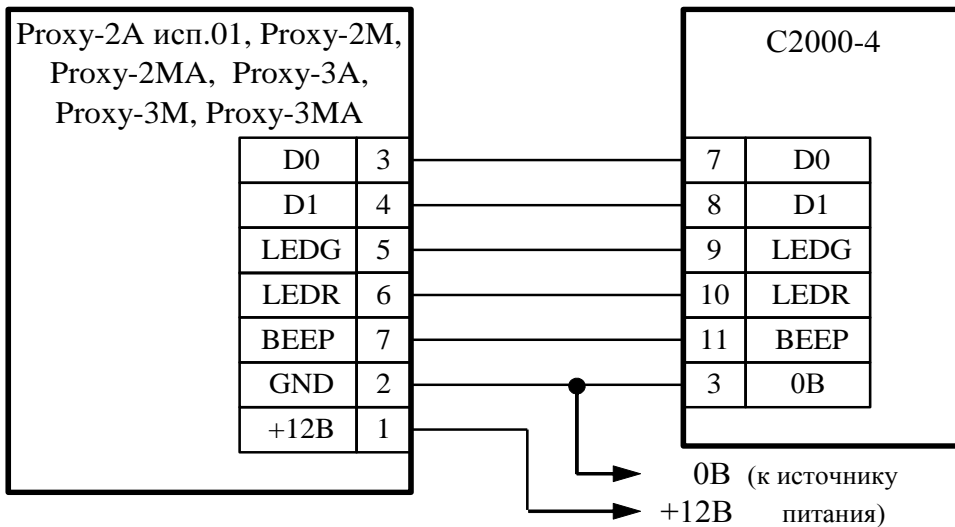 Proxy-2A исп.01, Proxy-2M,
Proxy-2MA, Proxy-3A,
Proxy-3M, Proxy-3MA
C2000-4
D0 3 7 D0
D1 4 8 D1
LEDG 5 9 LEDG
LEDR 6 10 LEDR
BEEP 7 11 BEEP
GND 2 3 0В
+12В 1
0В (к источнику
+12В питания)